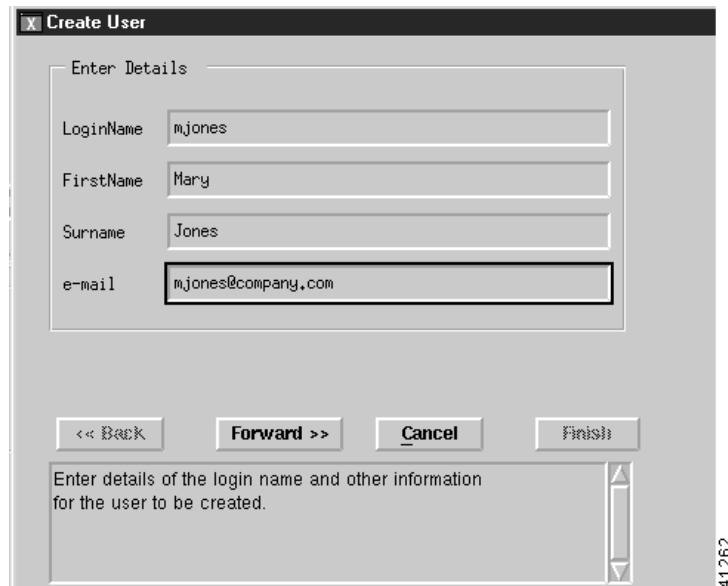 X Create User
Enter Details
LoginName mjones
FirstName Mary
Surname Jones
e-mail mjones@company.com
<< Back Forward >> Cancel Finish
Enter details of the login name and other information
for the user to be created.
41262